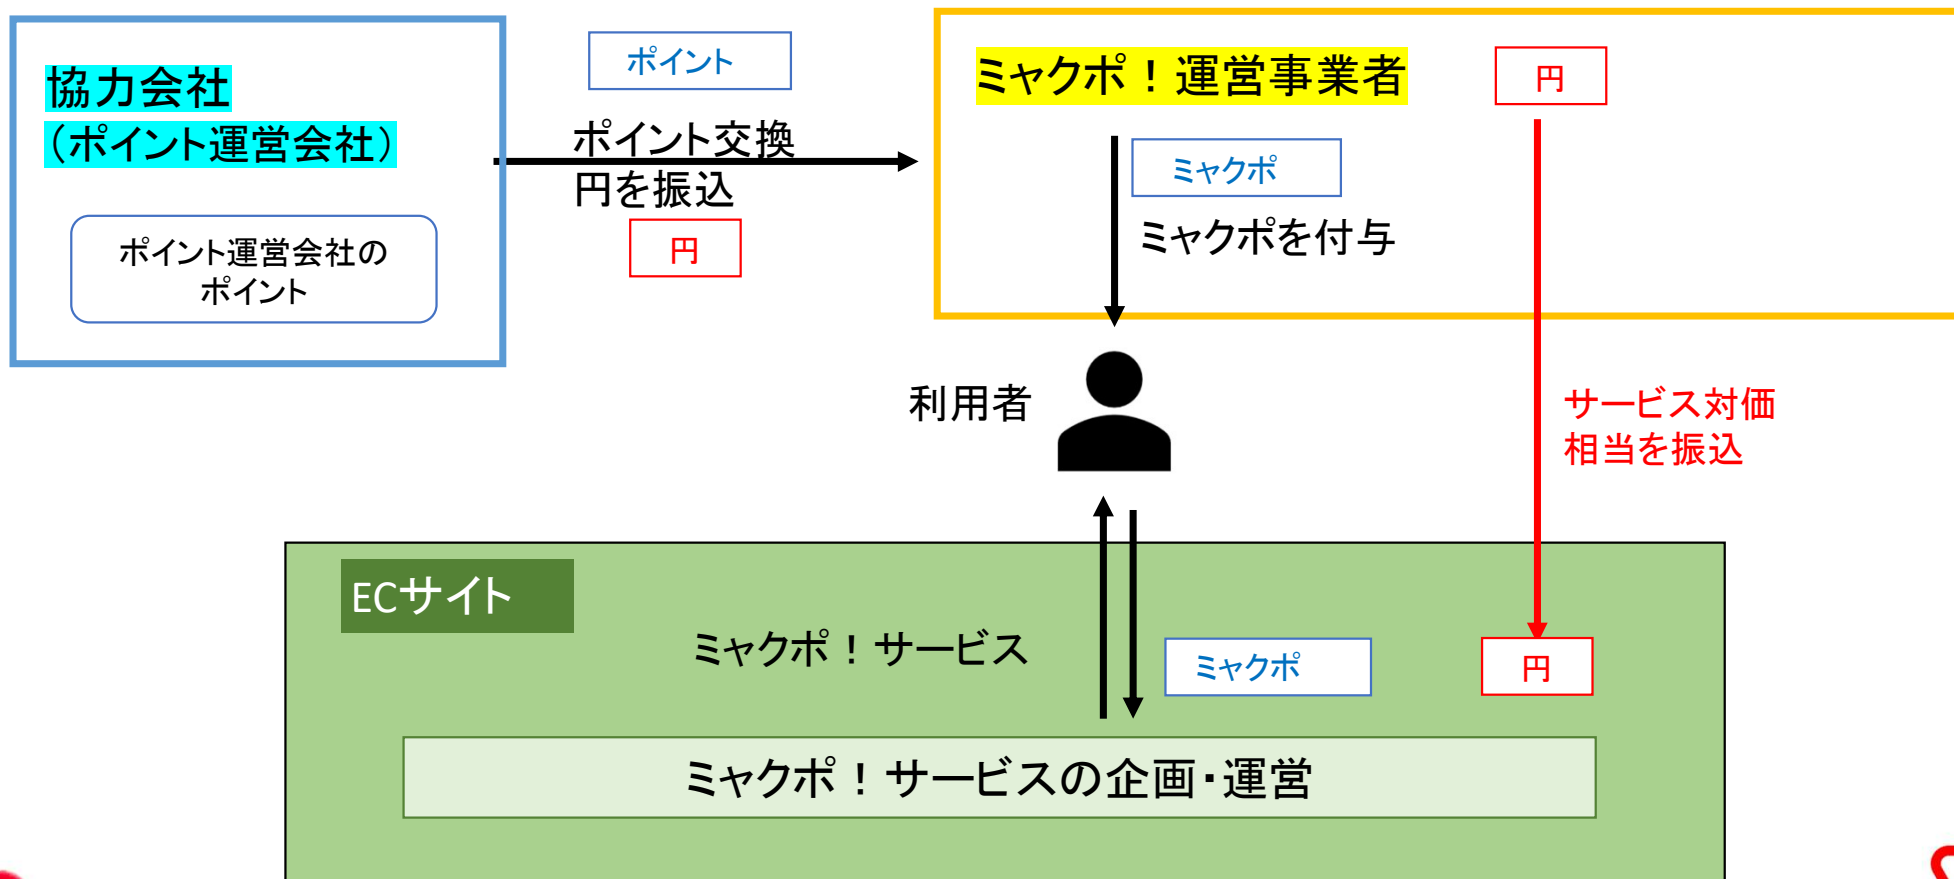 協力会社
（ポイント運営会社）
ポイント運営会社の
ポイント
ポイント
ポイント交換
円を振込
円
ミャクポ！運営事業者
円
ミャクポ
ミャクポを付与
利用者
サービス対価
相当を振込
ECサイト
ミャクポ！サービス
ミャクポ
円
ミャクポ！サービスの企画・運営